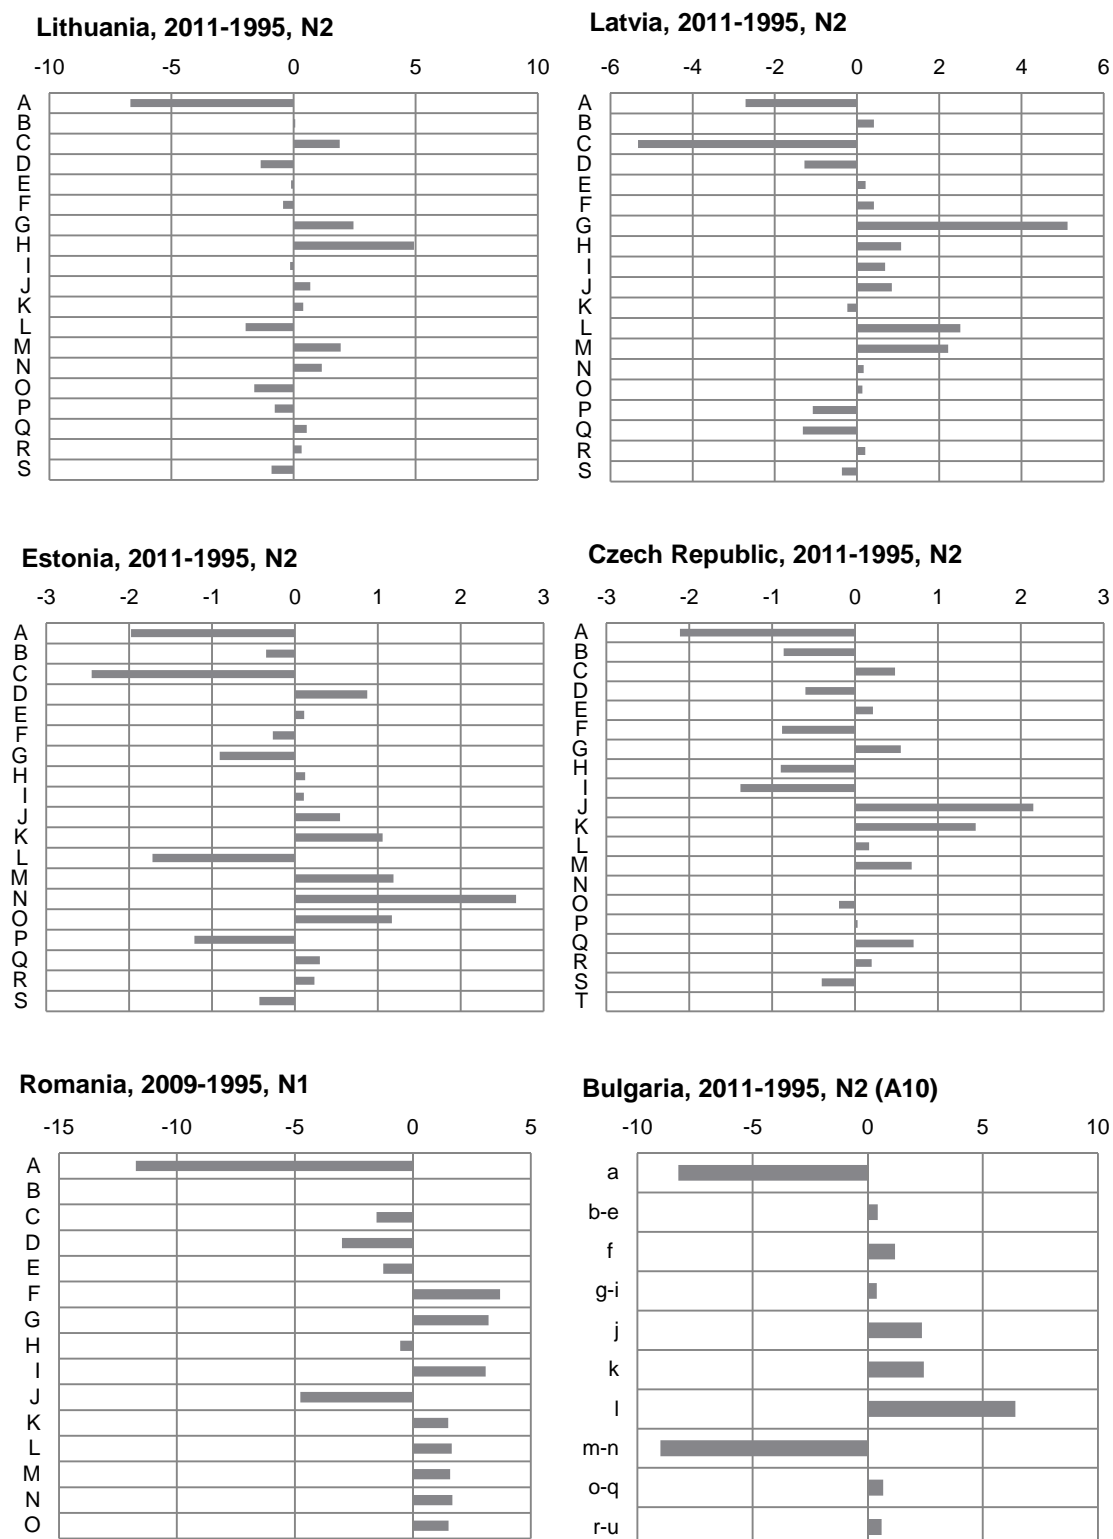 Lithuania, 2011-1995, N2
-10 -5 0 5 10
A
B
C
D
E
F
G
H
I
J
K
L
M
N
O
P
Q
R
S
Latvia, 2011-1995, N2
-6 -4 -2 0 2 4 6
A
B
C
D
E
F
G
H
I
J
K
L
M
N
O
P
Q
R
S
Estonia, 2011-1995, N2
-3 -2 -1 0 1 2 3
A
B
C
D
E
F
G
H
I
J
K
L
M
N
O
P
Q
R
S
Czech Republic, 2011-1995, N2
-3 -2 -1 0 1 2 3
A
B
C
D
E
F
G
H
I
J
K
L
M
N
O
P
Q
R
S
T
Romania, 2009-1995, N1
-15 -10 -5 0 5
A
B
C
D
E
F
G
H
I
J
K
L
M
N
O
Bulgaria, 2011-1995, N2 (A10)
-10 -5 0 5 10
a
b-e
f
g-i
j
k
l
m-n
o-q
r-u